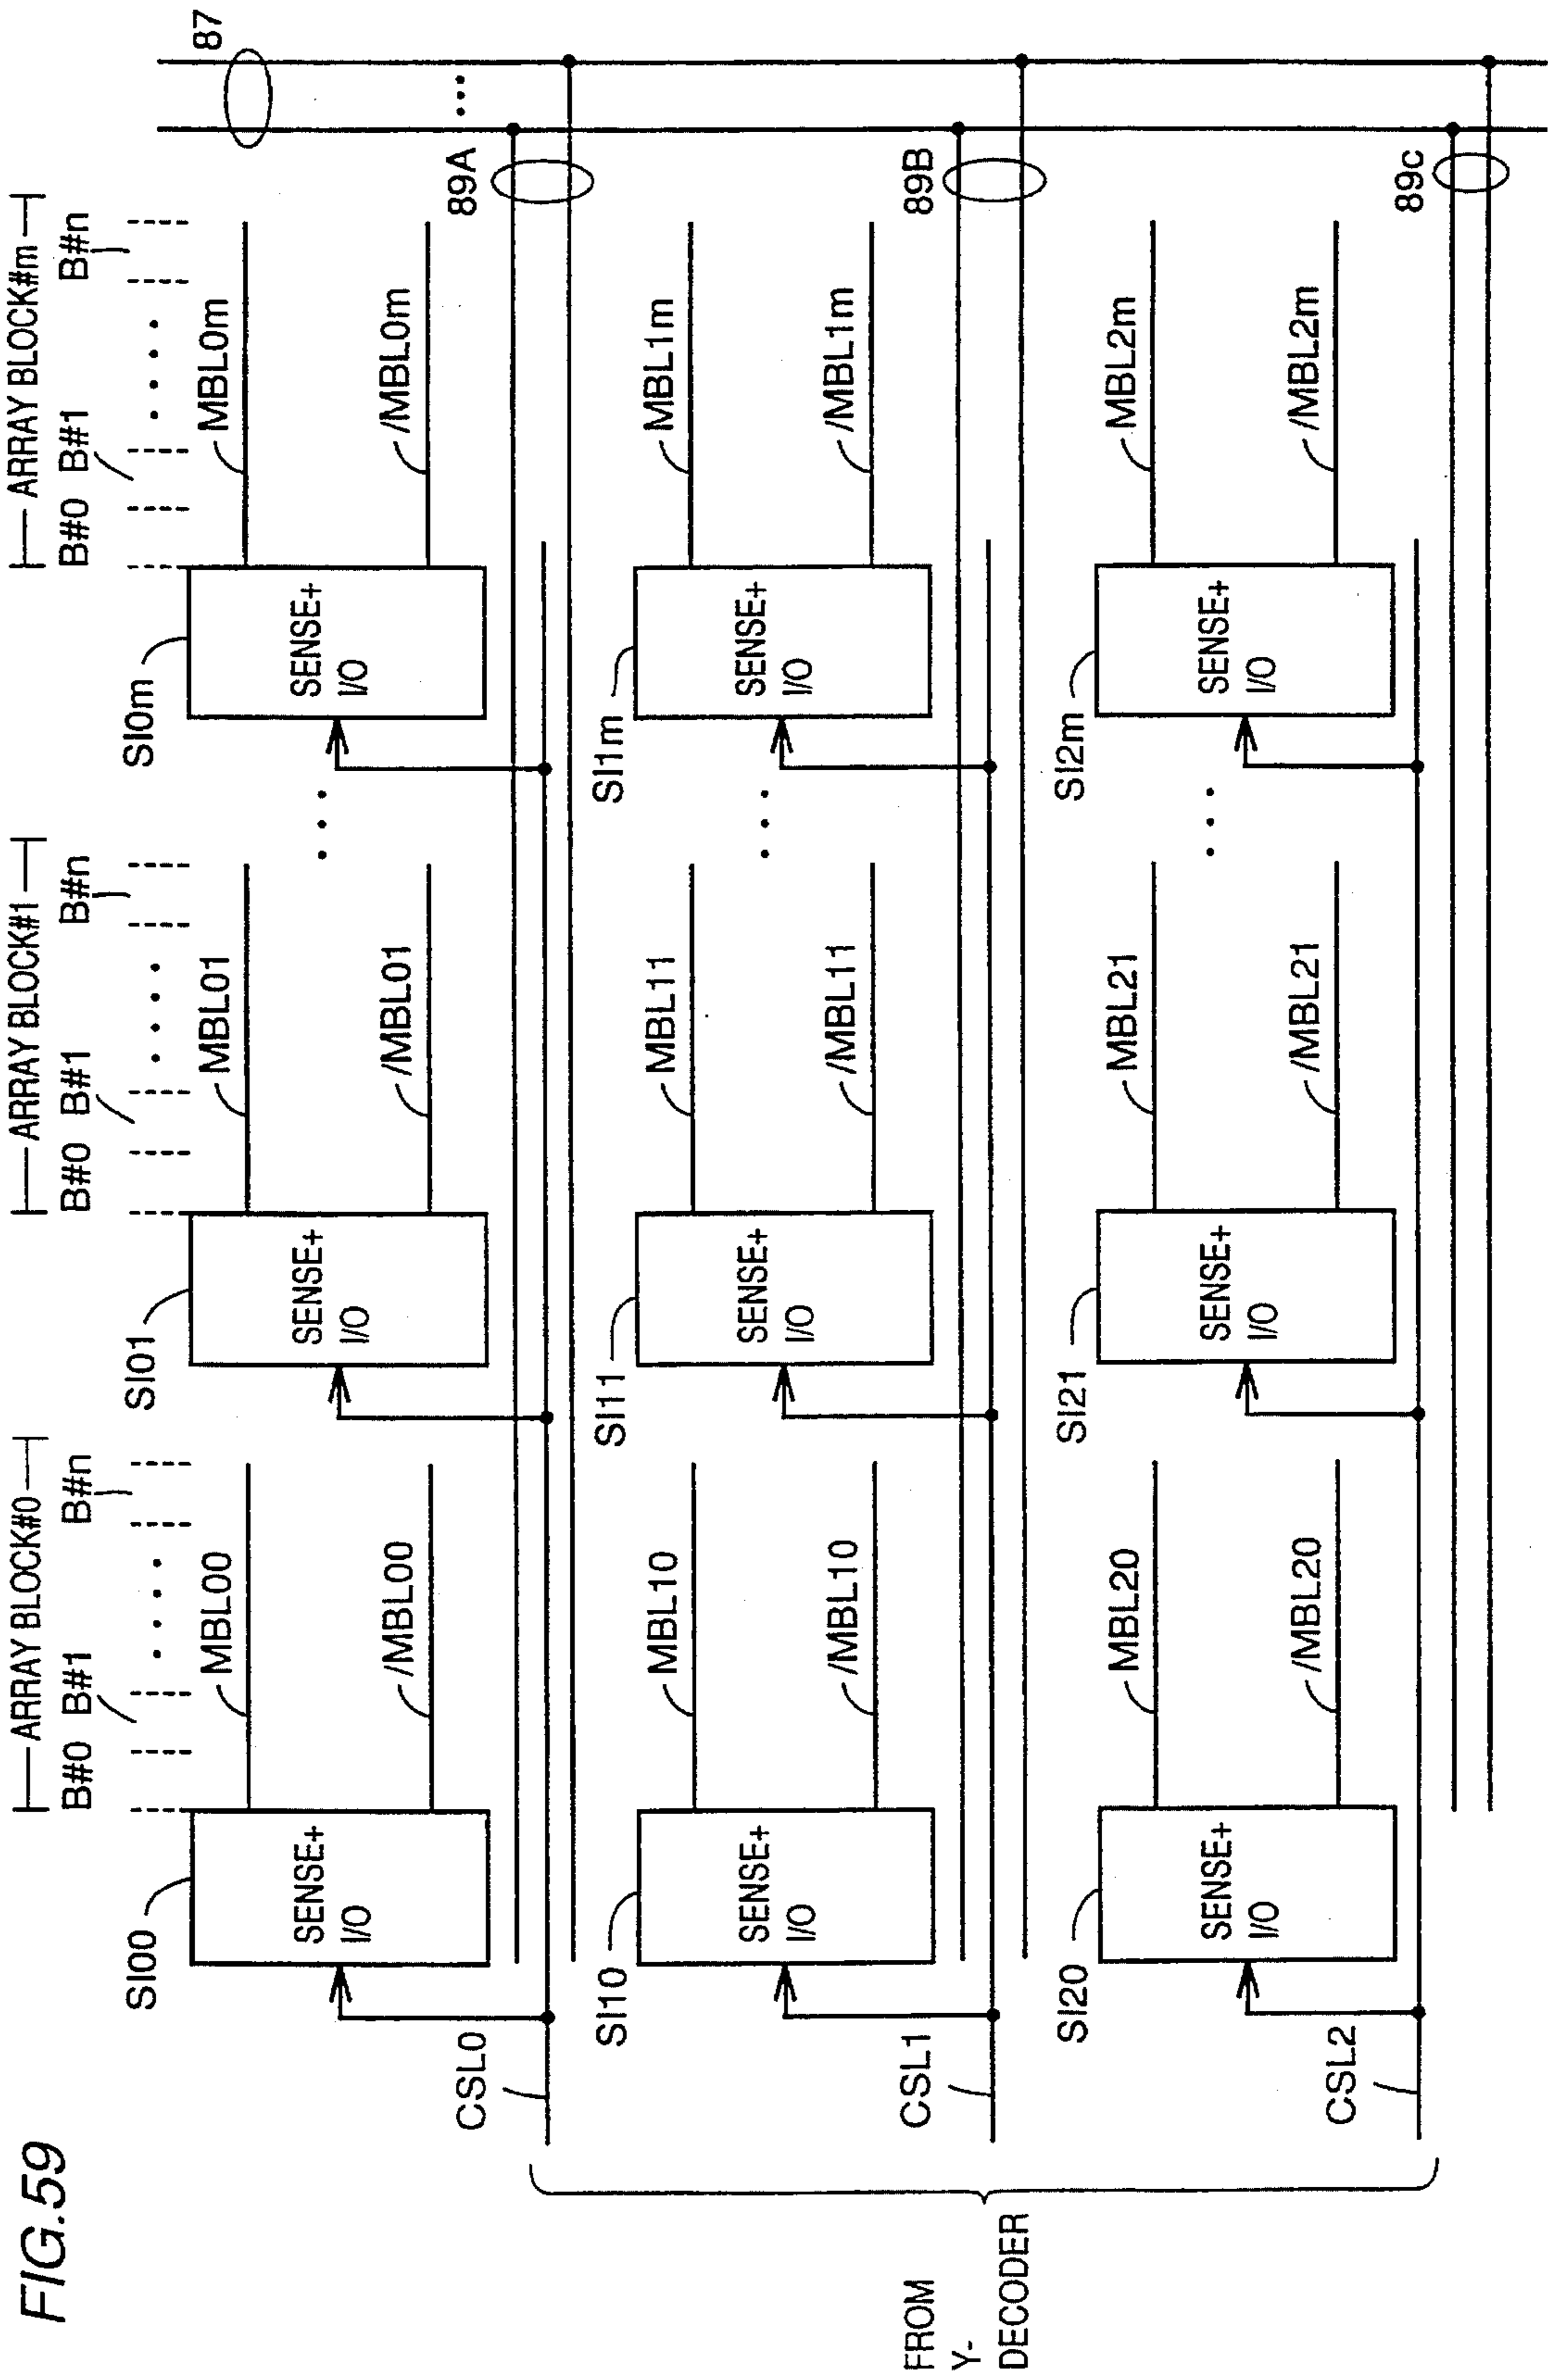 FIG.59
ARRAY BLOCK#0
ARRAY BLOCK#1
ARRAY BLOCK#m
B#0 B#1 B#n
B#0 B#1 B#n
B#0 B#1 B#n
87
SI00
MBL00
SI01
MBL01
SI0m
MBL0m
SENSE+
I/O
SENSE+
I/O
SENSE+
I/O
/MBL00
/MBL01
/MBL0m
CSL0
89A
SI10
MBL10
SI11
MBL11
SI1m
MBL1m
SENSE+
I/O
SENSE+
I/O
SENSE+
I/O
/MBL10
/MBL11
/MBL1m
CSL1
89B
FROM
Y-
DECODER
SI20
MBL20
SI21
MBL21
SI2m
MBL2m
SENSE+
I/O
SENSE+
I/O
SENSE+
I/O
/MBL20
/MBL21
/MBL2m
CSL2
89c